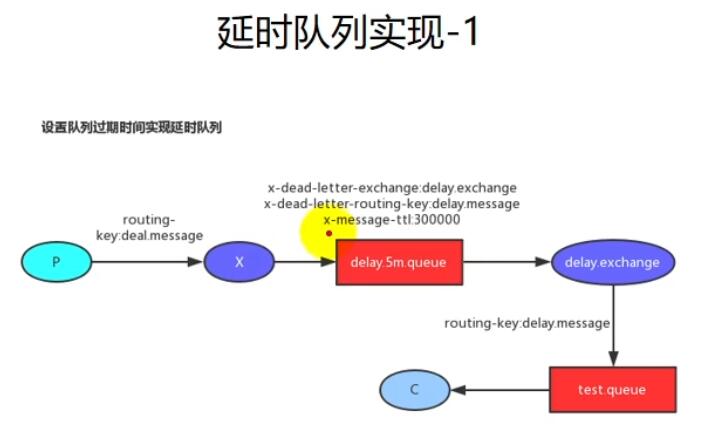 延时队列实现-1
设置队列过期时间实现延时队列
x-dead-letter-exchange:delay.exchange
x-dead-letter-routing-key:delay.message
x-message-ttl:300000
routing-
key:deal.message
P
X
delay.5m.queue
delay.exchange
routing-key:delay.message
C
test.queue